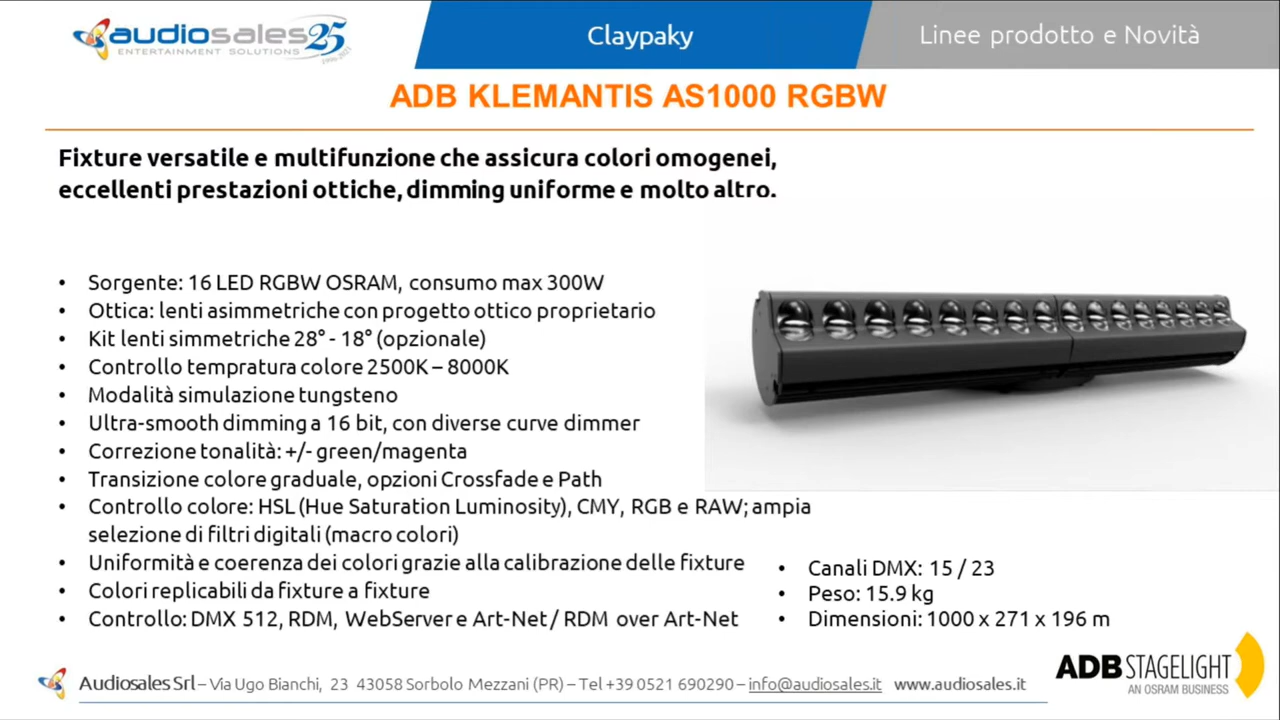 audiosales 25
ENTERTAINMENT SOLUTIONS
1996-2021
Claypaky
Linee prodotto e Novità
ADB KLEMANTIS AS1000 RGBW
Fixture versatile e multifunzione che assicura colori omogenei,
eccellenti prestazioni ottiche, dimming uniforme e molto altro.
• Sorgente: 16 LED RGBW OSRAM, consumo max 300W
• Ottica: lenti asimmetriche con progetto ottico proprietario
• Kit lenti simmetriche 28° - 18° (opzionale)
• Controllo tempratura colore 2500K – 8000K
• Modalità simulazione tungsteno
• Ultra-smooth dimming a 16 bit, con diverse curve dimmer
• Correzione tonalità: +/- green/magenta
• Transizione colore graduale, opzioni Crossfade e Path
• Controllo colore: HSL (Hue Saturation Luminosity), CMY, RGB e RAW; ampia
selezione di filtri digitali (macro colori)
• Uniformità e coerenza dei colori grazie alla calibrazione delle fixture
• Colori replicabili da fixture a fixture
• Controllo: DMX 512, RDM, WebServer e Art-Net / RDM over Art-Net
• Canali DMX: 15 / 23
• Peso: 15.9 kg
• Dimensioni: 1000 x 271 x 196 m
ADB STAGELIGHT
AN OSRAM BUSINESS
Audiosales Srl – Via Ugo Bianchi, 23 43058 Sorbolo Mezzani (PR) – Tel +39 0521 690290 – info@audiosales.it www.audiosales.it